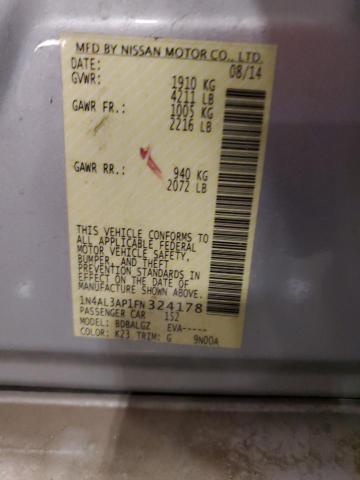 MFD BY NISSAN MOTOR CO., LTD.
DATE: 08/14
GVWR: 1910 KG
4211 LB
GAWR FR.: 1005 KG
2216 LB
GAWR RR.: 940 KG
2072 LB
THIS VEHICLE CONFORMS TO
ALL APPLICABLE FEDERAL
MOTOR VEHICLE SAFETY,
BUMPER, AND THEFT
PREVENTION STANDARDS IN
EFFECT ON THE DATE OF
MANUFACTURE SHOWN ABOVE.
1N4AL3AP1FN324178
PASSENGER CAR 152
MODEL: BDBALGZ EVA-----
COLOR: K23 TRIM: G 9N00A